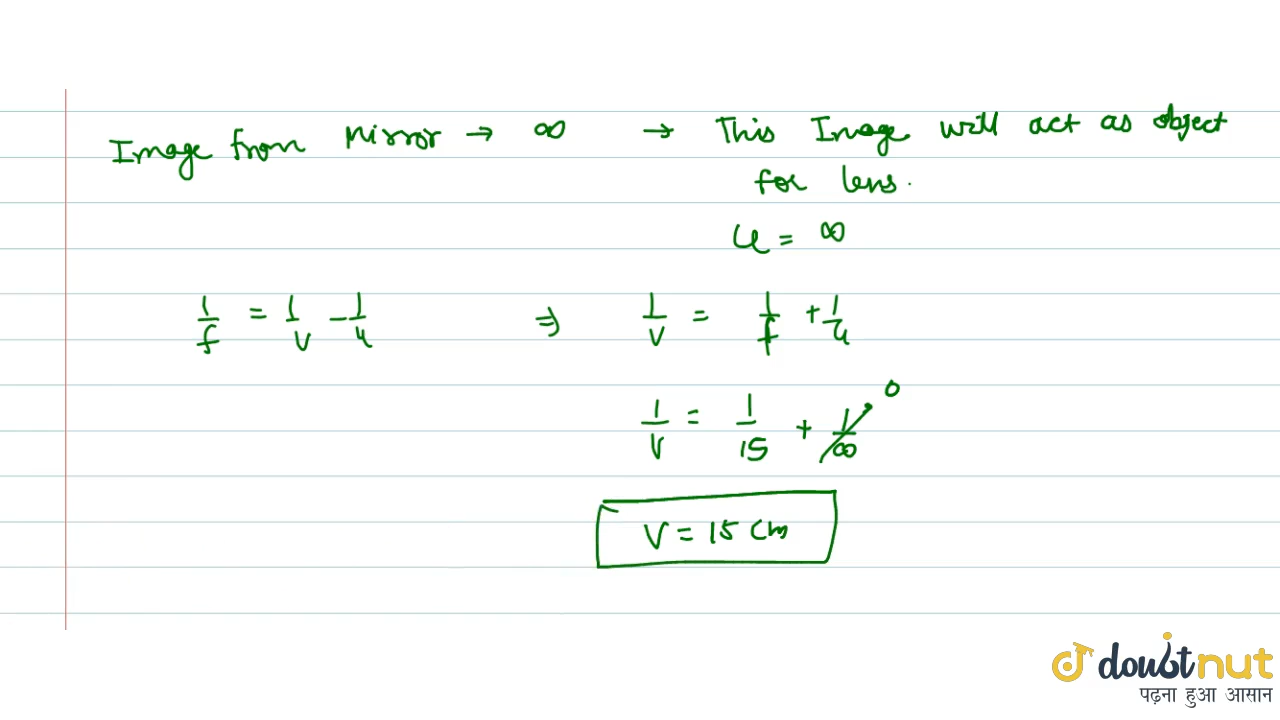 Image from Mirror → ∞ → This Image will act as object
for lens.
u = ∞
1/f = 1/v - 1/u ⇒ 1/v = 1/f + 1/u
1/v = 1/15 + 1/∞ 0
V = 15 cm
doubtnut
पढ़ना हुआ आसान